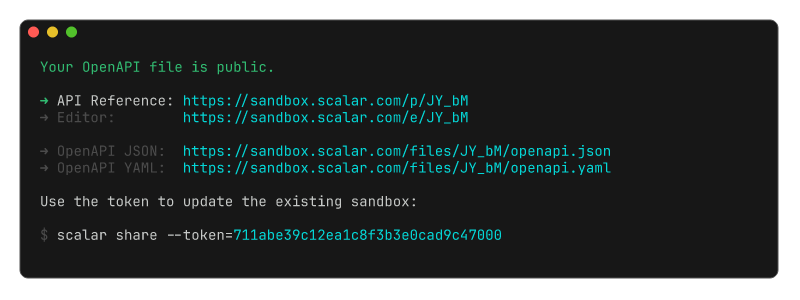 Your OpenAPI file is public.
→ API Reference: https://sandbox.scalar.com/p/JY_bM
→ Editor: https://sandbox.scalar.com/e/JY_bM
→ OpenAPI JSON: https://sandbox.scalar.com/files/JY_bM/openapi.json
→ OpenAPI YAML: https://sandbox.scalar.com/files/JY_bM/openapi.yaml
Use the token to update the existing sandbox:
$ scalar share --token=711abe39c12ea1c8f3b3e0cad9c47000